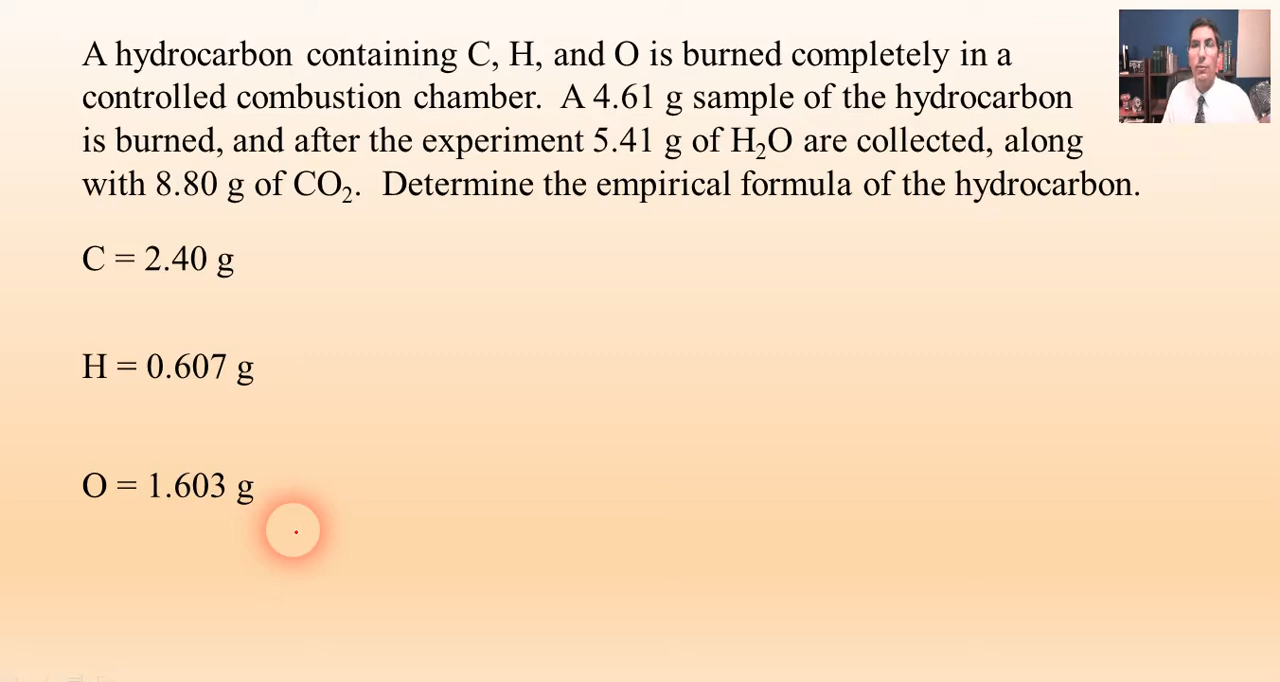 A hydrocarbon containing C, H, and O is burned completely in a
controlled combustion chamber.  A 4.61 g sample of the hydrocarbon
is burned, and after the experiment 5.41 g of H₂O are collected, along
with 8.80 g of CO₂.  Determine the empirical formula of the hydrocarbon.
C = 2.40 g
H = 0.607 g
O = 1.603 g